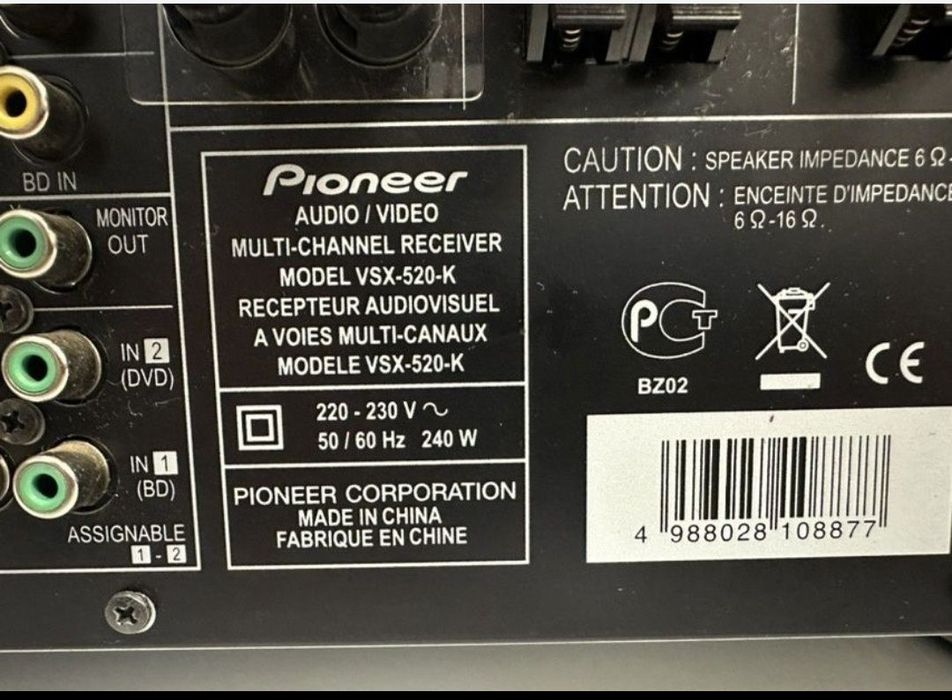 BD IN
MONITOR
OUT
IN 2
(DVD)
IN 1
(BD)
ASSIGNABLE
1 - 2
Pioneer
AUDIO / VIDEO
MULTI-CHANNEL RECEIVER
MODEL VSX-520-K
RECEPTEUR AUDIOVISUEL
A VOIES MULTI-CANAUX
MODELE VSX-520-K
220 - 230 V ~
50 / 60 Hz 240 W
PIONEER CORPORATION
MADE IN CHINA
FABRIQUE EN CHINE
CAUTION : SPEAKER IMPEDANCE 6 Ω-
ATTENTION : ENCEINTE D'IMPEDANCE
6 Ω-16 Ω.
PCT
BZ02
CE
4 988028 108877